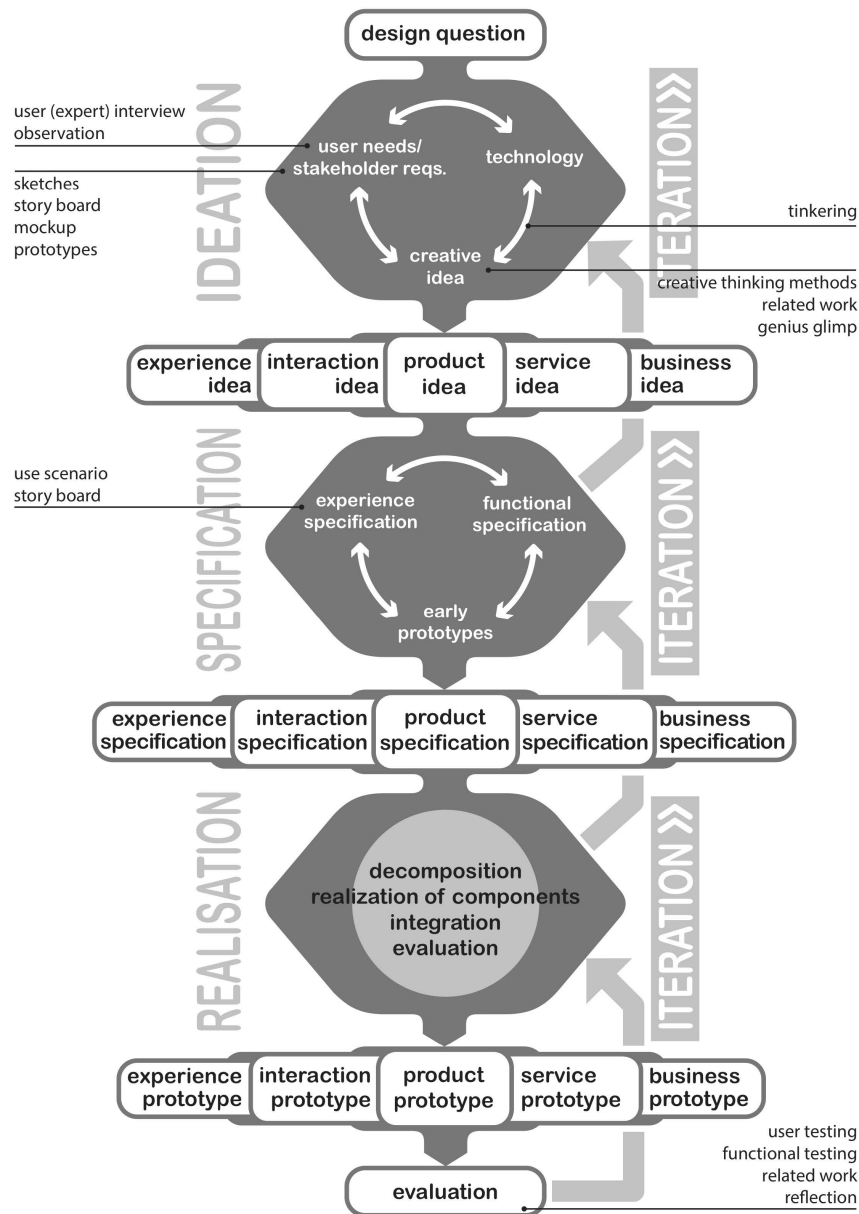 design question
IDEATION
ITERATION »
user (expert) interview
observation
user needs/
stakeholder reqs.
technology
sketches
story board
mockup
prototypes
tinkering
creative
idea
creative thinking methods
related work
genius glimp
experience
idea
interaction
idea
product
idea
service
idea
business
idea
SPECIFICATION
ITERATION »
use scenario
story board
experience
specification
functional
specification
early
prototypes
experience
specification
interaction
specification
product
specification
service
specification
business
specification
REALISATION
ITERATION »
decomposition
realization of components
integration
evaluation
experience
prototype
interaction
prototype
product
prototype
service
prototype
business
prototype
evaluation
user testing
functional testing
related work
reflection